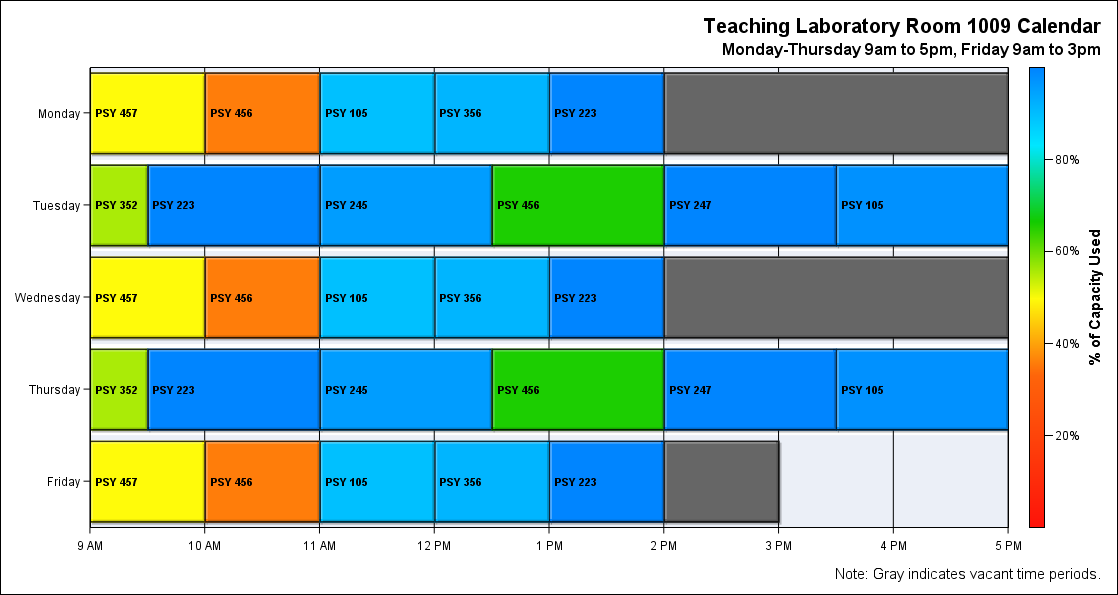 Teaching Laboratory Room 1009 Calendar
Monday-Thursday 9am to 5pm, Friday 9am to 3pm
Monday
PSY 457 PSY 456 PSY 105 PSY 356 PSY 223
Tuesday
PSY 352 PSY 223 PSY 245 PSY 456 PSY 247 PSY 105
Wednesday
PSY 457 PSY 456 PSY 105 PSY 356 PSY 223
Thursday
PSY 352 PSY 223 PSY 245 PSY 456 PSY 247 PSY 105
Friday
PSY 457 PSY 456 PSY 105 PSY 356 PSY 223
9 AM 10 AM 11 AM 12 PM 1 PM 2 PM 3 PM 4 PM 5 PM
80%
60%
40%
20%
% of Capacity Used
Note: Gray indicates vacant time periods.